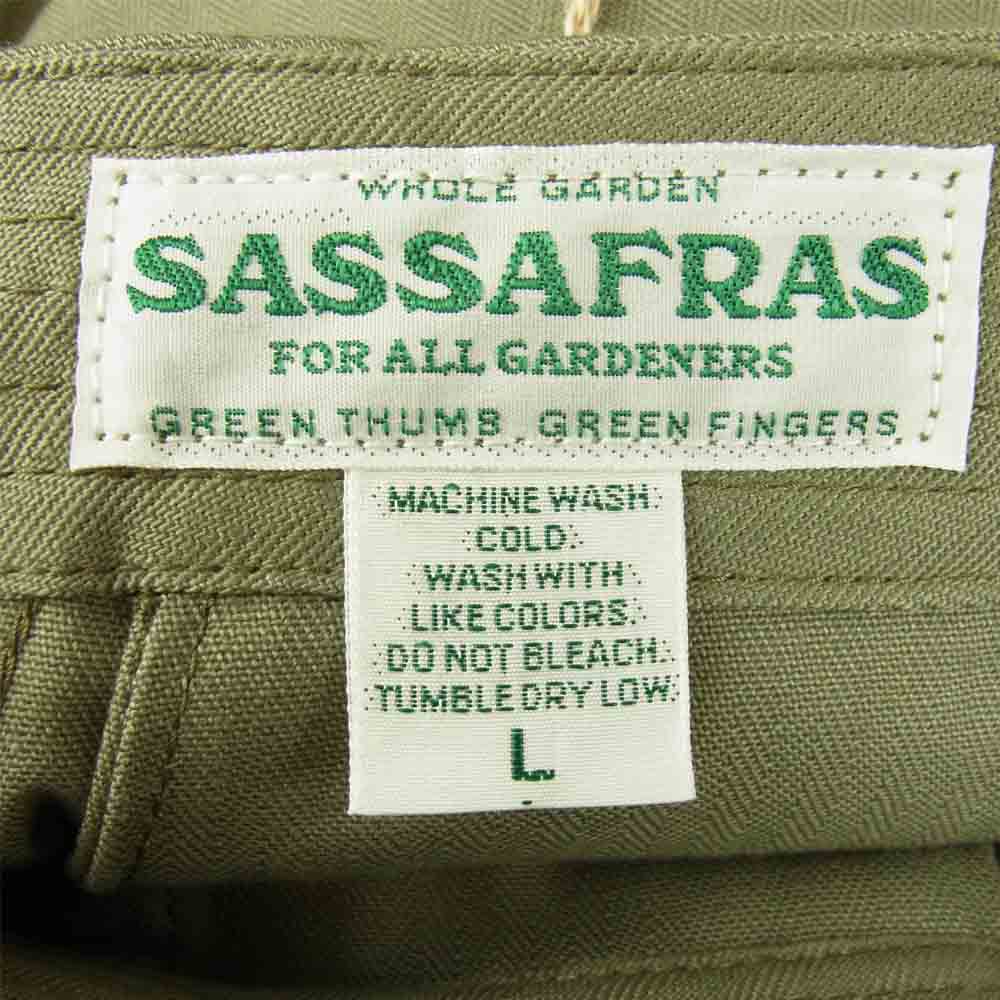 WHOLE GARDEN
SASSAFRAS
FOR ALL GARDENERS
GREEN THUMB GREEN FINGERS
MACHINE WASH
COLD
WASH WITH
LIKE COLORS.
DO NOT BLEACH.
TUMBLE DRY LOW.
L